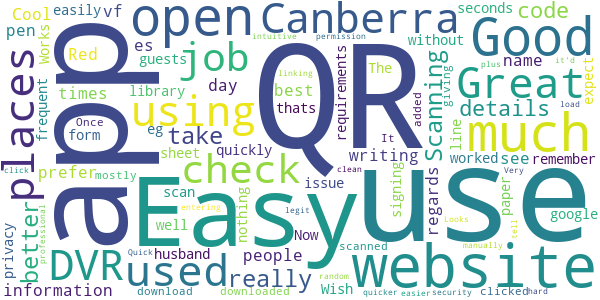 Cool easily vf open Canberra seconds code
pen Works Red es job Good
places app guests without
frequent Once times library day QR Great name
form using best The requirements Scanning giving it'd expect
eg take thats It added details plus load
sheet quickly check writing line much
prefer mostly issue worked see remember
click scan nothing Easy use signing paper google
better well Now regards scanned
privacy professional DVR husband people website
used really Wish clicked
information download downloaded random quicker easier security hard
Quick entering legit clean linking permission intuitive Looks manually tell Very